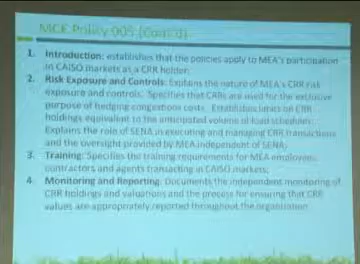 MCE Policy 005 (Cont'd)
1. Introduction: establishes that the policies apply to MEA's participation
in CAISO markets as a CRR holder;
2. Risk Exposure and Controls: Explains the nature of MEA's CRR risk
exposure and controls. Specifies that CRRs are used for the exclusive
purpose of hedging congestions costs. Establishes limits on CRR
holdings equivalent to the anticipated volume of load schedules.
Explains the role of SENA in executing and managing CRR transactions
and the oversight provided by MEA independent of SENA;
3. Training: Specifies the training requirements for MEA employees,
contractors and agents transacting in CAISO markets;
4. Monitoring and Reporting: Documents the independent monitoring of
CRR holdings and valuations and the process for ensuring that CRR
values are appropriately reported throughout the organization